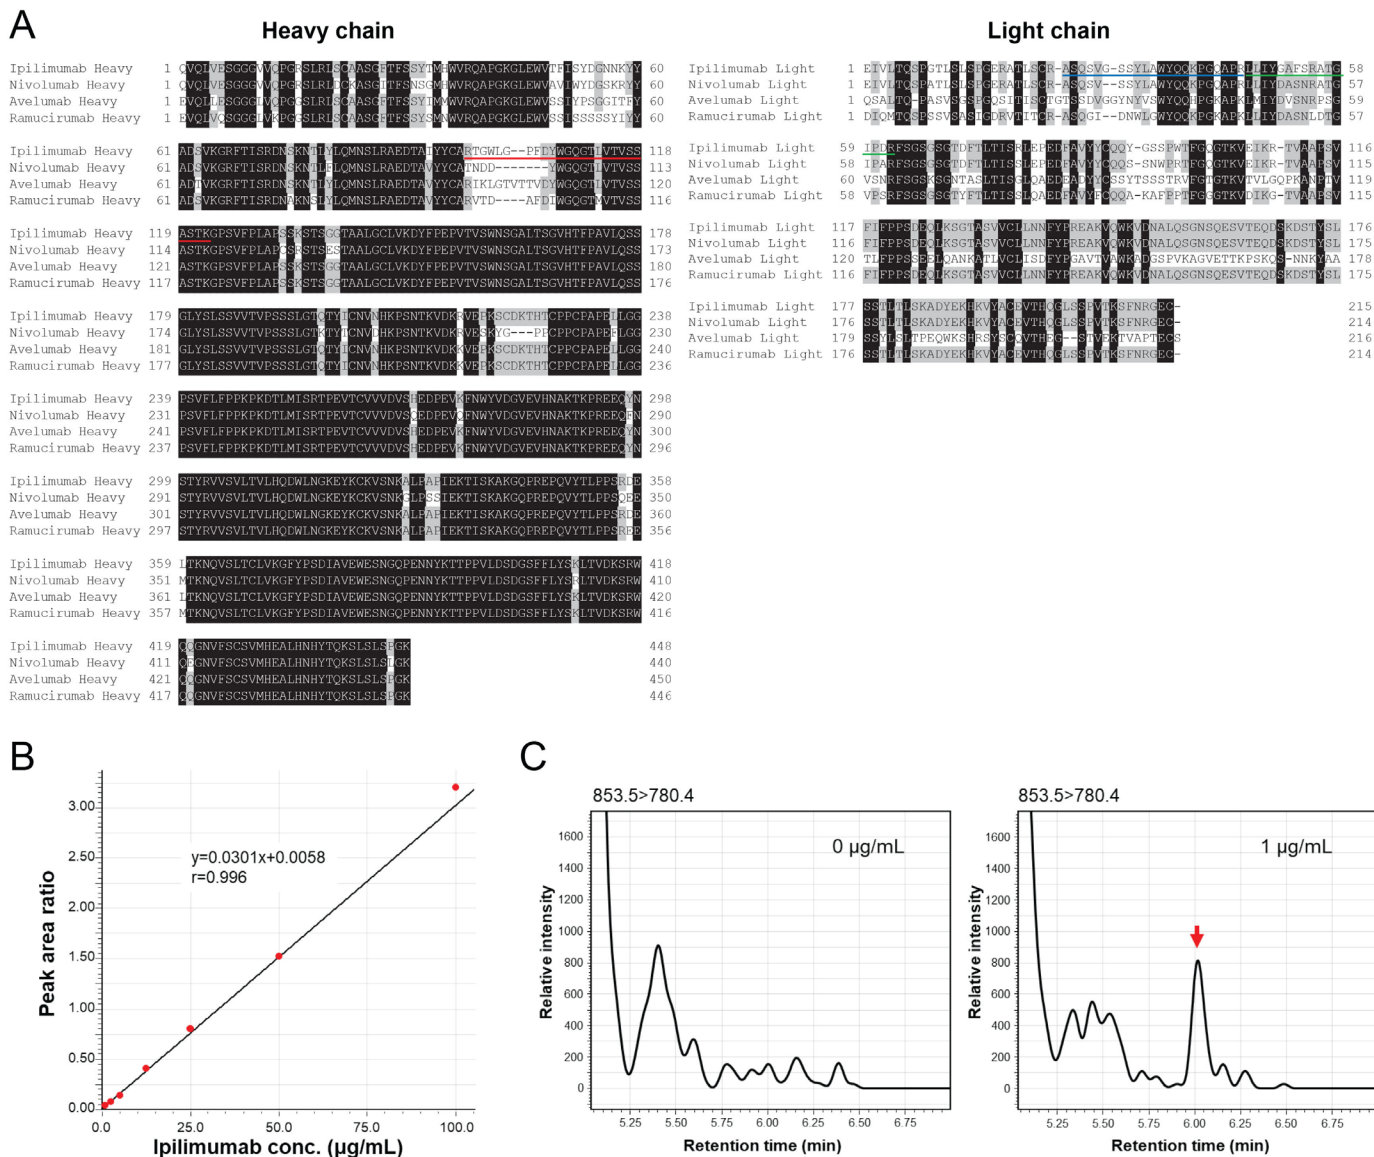 A
Heavy chain
Ipilimumab Heavy 1 QVQLVESGGGVVQPGRSLRLSCAASGFTFSSYTMHWVRQAPGKGLEWVTFISYDGNNKYY 60
Nivolumab Heavy 1 QVQLVESGGGVVQPGRSLRLDCKASGITFSNSGMHWVRQAPGKGLEWVAVIWYDGSKRYY 60
Avelumab Heavy 1 EVQLLESGGGLVQPGGSLRLSCAASGFTFSSYIMMWVRQAPGKGLEWVSSIYPSGGITFY 60
Ramucirumab Heavy 1 EVQLVQSGGGLVKPGGSLRLSCAASGFTFSSYSMNWVRQAPGKGLEWVSSISSSSSYIYY 60
Ipilimumab Heavy 61 ADSVKGRFTISRDNSKNTLYLQMNSLRAEDTAIYYCARTGWLG--PFDYWGQGTLVTVSS 118
Nivolumab Heavy 61 ADSVKGRFTISRDNSKNTLFLQMNSLRAEDTAVYYCATNDD-------YWGQGTLVTVSS 113
Avelumab Heavy 61 ADTVKGRFTISRDNSKNTLYLQMNSLRAEDTAVYYCARIKLGTVTTVDYWGQGTLVTVSS 120
Ramucirumab Heavy 61 ADSVKGRFTISRDNAKNSLYLQMNSLRAEDTAVYYCARVTD----AFDIWGQGTMVTVSS 116
Ipilimumab Heavy 119 ASTKGPSVFPLAPSSKSTSGGTAALGCLVKDYFPEPVTVSWNSGALTSGVHTFPAVLQSS 178
Nivolumab Heavy 114 ASTKGPSVFPLAPCSRSTSESTAALGCLVKDYFPEPVTVSWNSGALTSGVHTFPAVLQSS 173
Avelumab Heavy 121 ASTKGPSVFPLAPSSKSTSGGTAALGCLVKDYFPEPVTVSWNSGALTSGVHTFPAVLQSS 180
Ramucirumab Heavy 117 ASTKGPSVFPLAPSSKSTSGGTAALGCLVKDYFPEPVTVSWNSGALTSGVHTFPAVLQSS 176
Ipilimumab Heavy 179 GLYSLSSVVTVPSSSLGTQTYICNVNHKPSNTKVDKRVEPKSCDKTHTCPPCPAPELLGG 238
Nivolumab Heavy 174 GLYSLSSVVTVPSSSLGTKTYTCNVDHKPSNTKVDKRVESKYG---PPCPPCPAPEFLGG 230
Avelumab Heavy 181 GLYSLSSVVTVPSSSLGTQTYICNVNHKPSNTKVDKKVEPKSCDKTHTCPPCPAPELLGG 240
Ramucirumab Heavy 177 GLYSLSSVVTVPSSSLGTQTYICNVNHKPSNTKVDKKVEPKSCDKTHTCPPCPAPELLGG 236
Ipilimumab Heavy 239 PSVFLFPPKPKDTLMISRTPEVTCVVVDVSHEDPEVKFNWYVDGVEVHNAKTKPREEQYN 298
Nivolumab Heavy 231 PSVFLFPPKPKDTLMISRTPEVTCVVVDVSQEDPEVQFNWYVDGVEVHNAKTKPREEQFN 290
Avelumab Heavy 241 PSVFLFPPKPKDTLMISRTPEVTCVVVDVSHEDPEVKFNWYVDGVEVHNAKTKPREEQYN 300
Ramucirumab Heavy 237 PSVFLFPPKPKDTLMISRTPEVTCVVVDVSHEDPEVKFNWYVDGVEVHNAKTKPREEQYN 296
Ipilimumab Heavy 299 STYRVVSVLTVLHQDWLNGKEYKCKVSNKALPAPIEKTISKAKGQPREPQVYTLPPSRDE 358
Nivolumab Heavy 291 STYRVVSVLTVLHQDWLNGKEYKCKVSNKGLPSSIEKTISKAKGQPREPQVYTLPPSQEE 350
Avelumab Heavy 301 STYRVVSVLTVLHQDWLNGKEYKCKVSNKALPAPIEKTISKAKGQPREPQVYTLPPSRDE 360
Ramucirumab Heavy 297 STYRVVSVLTVLHQDWLNGKEYKCKVSNKALPAPIEKTISKAKGQPREPQVYTLPPSREE 356
Ipilimumab Heavy 359 LTKNQVSLTCLVKGFYPSDIAVEWESNGQPENNYKTTPPVLDSDGSFFLYSKLTVDKSRW 418
Nivolumab Heavy 351 MTKNQVSLTCLVKGFYPSDIAVEWESNGQPENNYKTTPPVLDSDGSFFLYSRLTVDKSRW 410
Avelumab Heavy 361 LTKNQVSLTCLVKGFYPSDIAVEWESNGQPENNYKTTPPVLDSDGSFFLYSKLTVDKSRW 420
Ramucirumab Heavy 357 MTKNQVSLTCLVKGFYPSDIAVEWESNGQPENNYKTTPPVLDSDGSFFLYSKLTVDKSRW 416
Ipilimumab Heavy 419 QQGNVFSCSVMHEALHNHYTQKSLSLSPGK 448
Nivolumab Heavy 411 QEGNVFSCSVMHEALHNHYTQKSLSLSLGK 440
Avelumab Heavy 421 QQGNVFSCSVMHEALHNHYTQKSLSLSPGK 450
Ramucirumab Heavy 417 QQGNVFSCSVMHEALHNHYTQKSLSLSPGK 446
Light chain
Ipilimumab Light 1 EIVLTQSPGTLSLSPGERATLSCR-ASQSVG-SSYLAWYQQKPGQAPRLLIYGAFSRATG 58
Nivolumab Light 1 EIVLTQSPATLSLSPGERATLSCR-ASQSVS--SYLAWYQQKPGQAPRLLIYDASNRATG 57
Avelumab Light 1 QSALTQ-PASVSGSPGQSITISCTGTSSDVGGYNYVSWYQQHPGKAPKLMIYDVSNRPSG 59
Ramucirumab Light 1 DIQMTQSPSSVSASIGDRVTITCR-ASQGI--DNWLGWYQQKPGKAPKLLIYDASNLDTG 57
Ipilimumab Light 59 IPDRFSGSGSGTDFTLTISRLEPEDFAVYYCQQY-GSSPWTFGQGTKVEIKR-TVAAPSV 116
Nivolumab Light 58 IPARFSGSGSGTDFTLTISSLEPEDFAVYYCQQS-SNWPRTFGQGTKVEIKR-TVAAPSV 115
Avelumab Light 60 VSNRFSGSKSGNTASLTISGLQAEDEADYYCSSYTSSSTRVFGTGTKVTVLGQPKANPTV 119
Ramucirumab Light 58 VPSRFSGSGSGTYFTLTISSLQAEDFAVYFCQQA-KAFPPTFGGGTKVDIKG-TVAAPSV 115
Ipilimumab Light 117 FIFPPSDEQLKSGTASVVCLLNNFYPREAKVQWKVDNALQSGNSQESVTEQDSKDSTYSL 176
Nivolumab Light 116 FIFPPSDEQLKSGTASVVCLLNNFYPREAKVQWKVDNALQSGNSQESVTEQDSKDSTYSL 175
Avelumab Light 120 TLFPPSSEELQANKATLVCLISDFYPGAVTVAWKADGSPVKAGVETTKPSKQS-NNKYAA 178
Ramucirumab Light 116 FIFPPSDEQLKSGTASVVCLLNNFYPREAKVQWKVDNALQSGNSQESVTEQDSKDSTYSL 175
Ipilimumab Light 177 SSTLTLSKADYEKHKVYACEVTHQGLSSPVTKSFNRGEC- 215
Nivolumab Light 176 SSTLTLSKADYEKHKVYACEVTHQGLSSPVTKSFNRGEC- 214
Avelumab Light 179 SSYLSLTPEQWKSHRSYSCQVTHEG--STVEKTVAPTECS 216
Ramucirumab Light 176 SSTLTLSKADYEKHKVYACEVTHQGLSSPVTKSFNRGEC- 214
B
Peak area ratio
3.00
2.50
2.00
1.50
1.00
0.50
0.00
y=0.0301x+0.0058
r=0.996
0.0 25.0 50.0 75.0 100.0
Ipilimumab conc. (µg/mL)
C
853.5>780.4
0 µg/mL
Relative intensity
1600
1400
1200
1000
800
600
400
200
0
5.25 5.50 5.75 6.00 6.25 6.50 6.75
Retention time (min)
853.5>780.4
1 µg/mL
Relative intensity
1600
1400
1200
1000
800
600
400
200
0
5.25 5.50 5.75 6.00 6.25 6.50 6.75
Retention time (min)